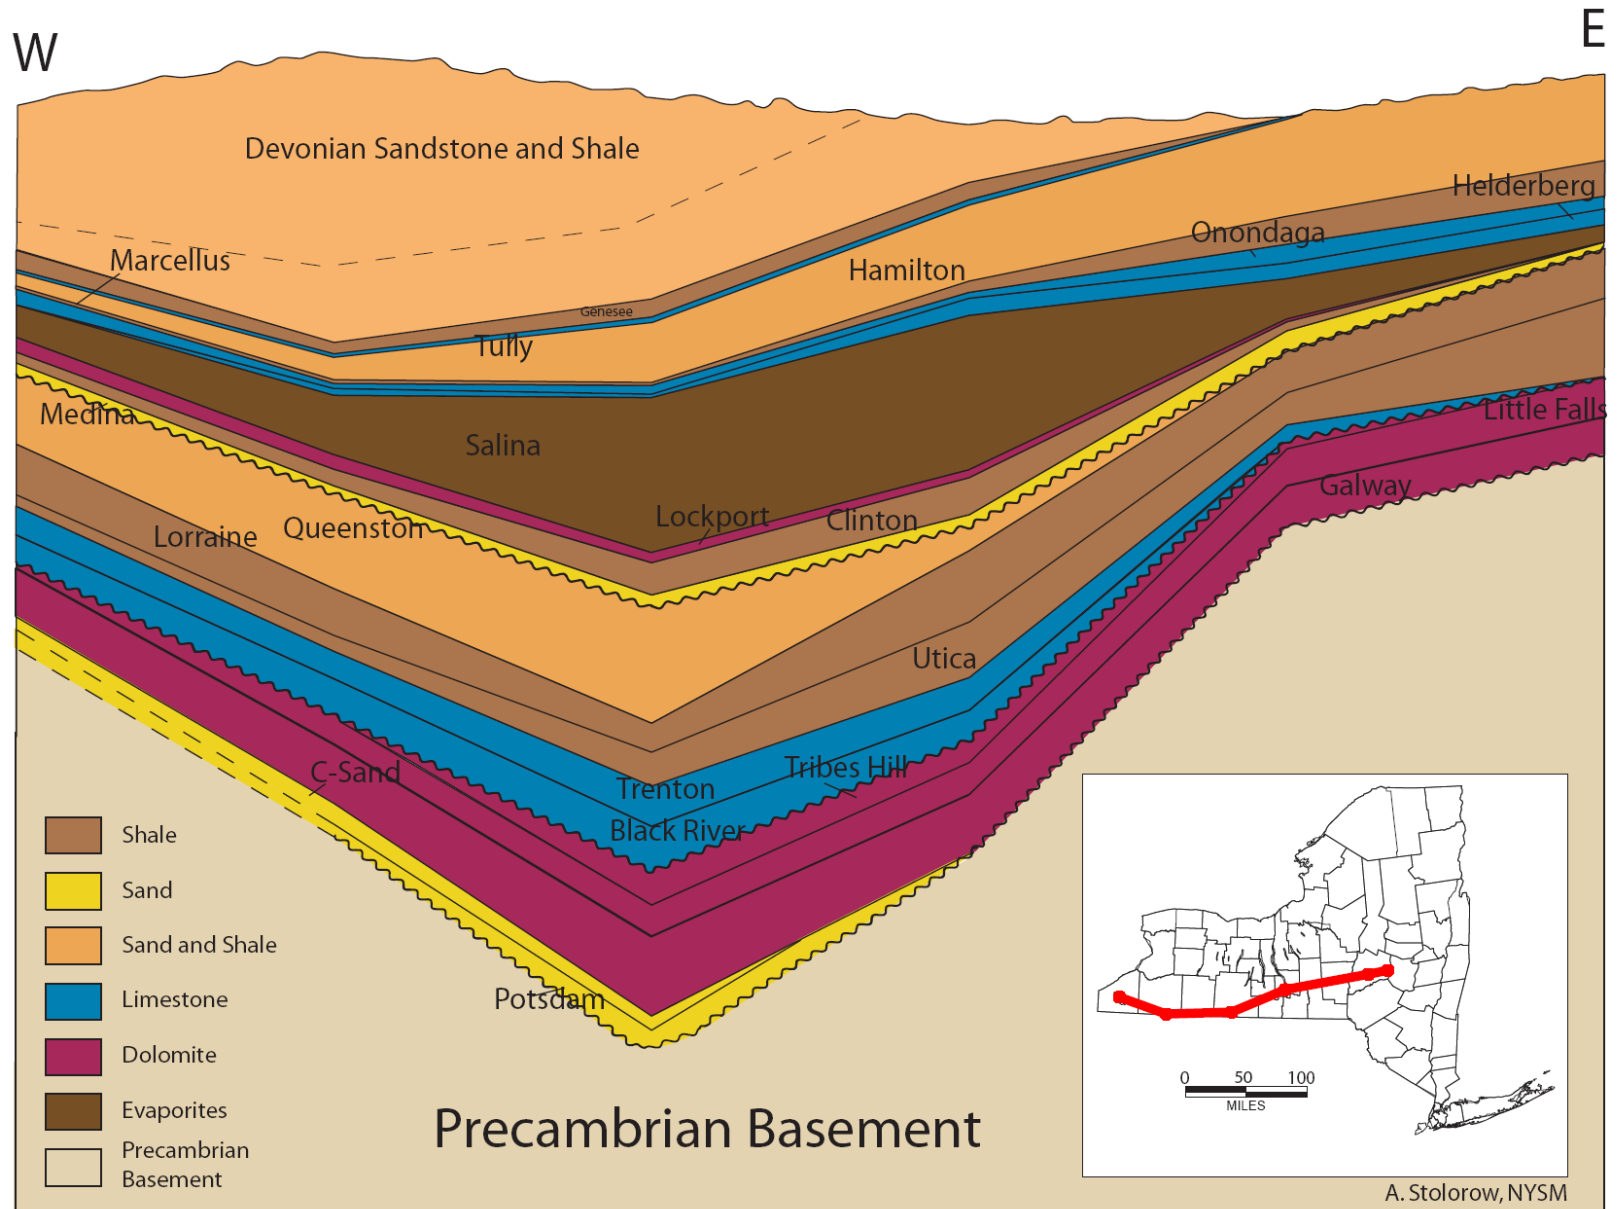 W
E
Devonian Sandstone and Shale
Helderberg
Onondaga
Marcellus
Hamilton
Genesee
Tully
Little Falls
Medina
Salina
Galway
Lockport
Clinton
Queenston
Lorraine
Utica
Tribes Hill
C-Sand
Trenton
Black River
Potsdam
Shale
Sand
Sand and Shale
Limestone
Dolomite
Evaporites
Precambrian
Basement
Precambrian Basement
0 50 100
MILES
A. Stolorow, NYSM